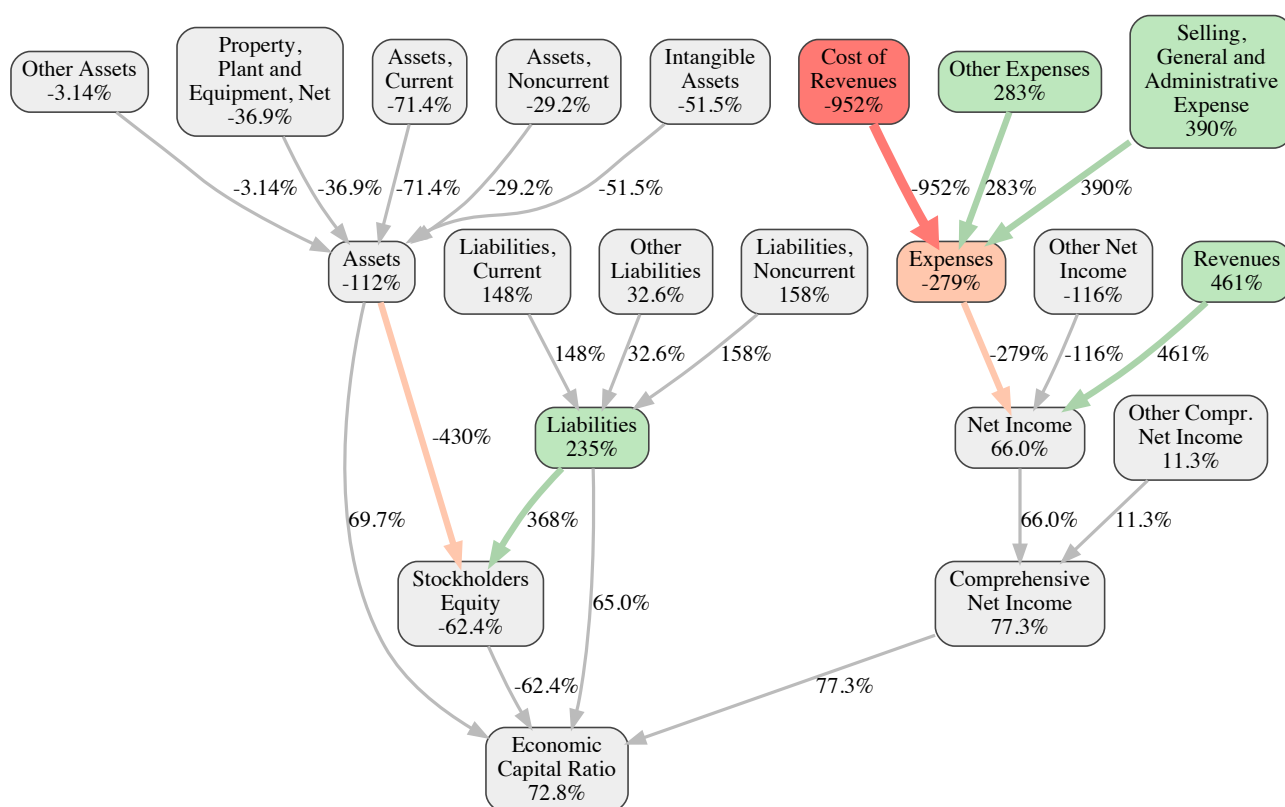 Other Assets
-3.14%
Property,
Plant and
Equipment, Net
-36.9%
Assets,
Current
-71.4%
Assets,
Noncurrent
-29.2%
Intangible
Assets
-51.5%
Cost of
Revenues
-952%
Other Expenses
283%
Selling,
General and
Administrative
Expense
390%
-3.14%
-36.9%
-71.4%
-29.2%
-51.5%
-952%
283%
390%
Assets
-112%
Liabilities,
Current
148%
Other
Liabilities
32.6%
Liabilities,
Noncurrent
158%
Expenses
-279%
Other Net
Income
-116%
Revenues
461%
148%
32.6%
158%
-279%
-116%
461%
-430%
Liabilities
235%
Net Income
66.0%
Other Compr.
Net Income
11.3%
69.7%
368%
66.0%
11.3%
Stockholders
Equity
-62.4%
65.0%
Comprehensive
Net Income
77.3%
-62.4%
77.3%
Economic
Capital Ratio
72.8%